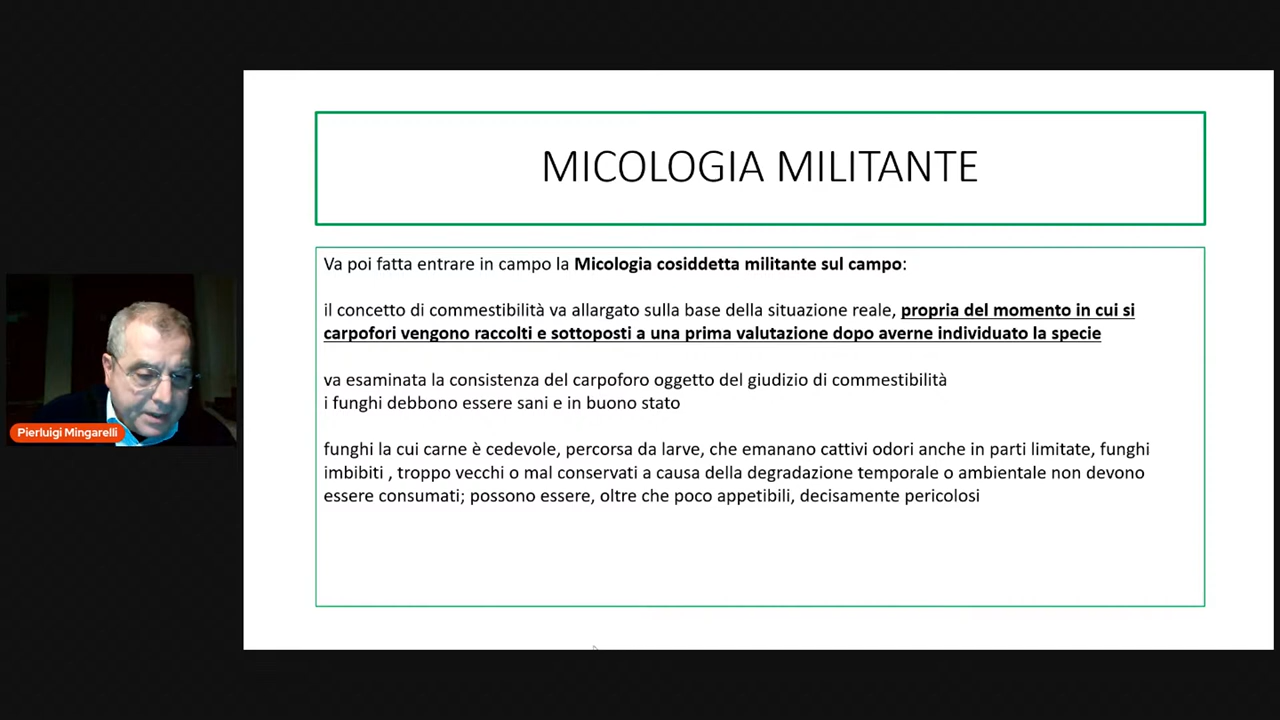 MICOLOGIA MILITANTE
Va poi fatta entrare in campo la Micologia cosiddetta militante sul campo:
il concetto di commestibilità va allargato sulla base della situazione reale, propria del momento in cui si
carpofori vengono raccolti e sottoposti a una prima valutazione dopo averne individuato la specie
va esaminata la consistenza del carpoforo oggetto del giudizio di commestibilità
i funghi debbono essere sani e in buono stato
funghi la cui carne è cedevole, percorsa da larve, che emanano cattivi odori anche in parti limitate, funghi
imbibiti , troppo vecchi o mal conservati a causa della degradazione temporale o ambientale non devono
essere consumati; possono essere, oltre che poco appetibili, decisamente pericolosi
Pierluigi Mingarelli